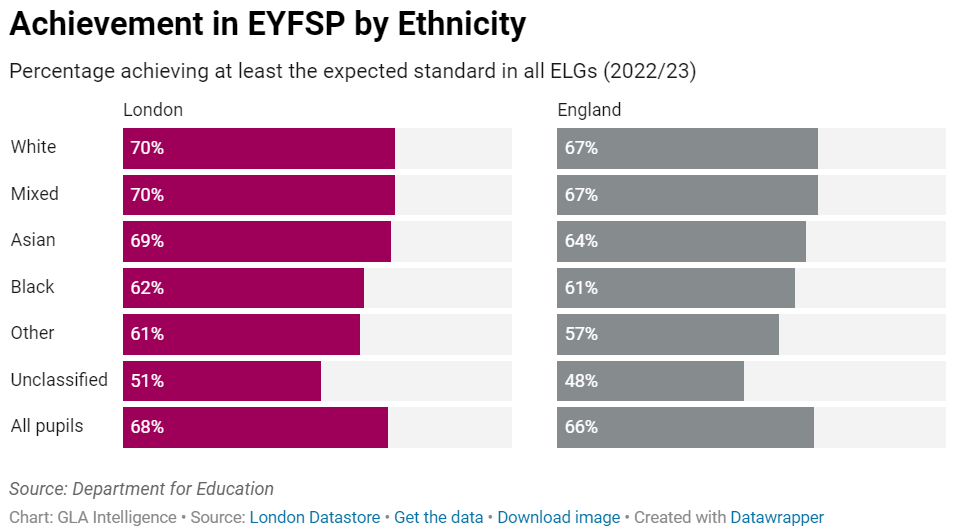 Achievement in EYFSP by Ethnicity
Percentage achieving at least the expected standard in all ELGs (2022/23)
London England
White 70% 67%
Mixed 70% 67%
Asian 69% 64%
Black 62% 61%
Other 61% 57%
Unclassified 51% 48%
All pupils 68% 66%
Source: Department for Education
Chart: GLA Intelligence • Source: London Datastore • Get the data • Download image • Created with Datawrapper